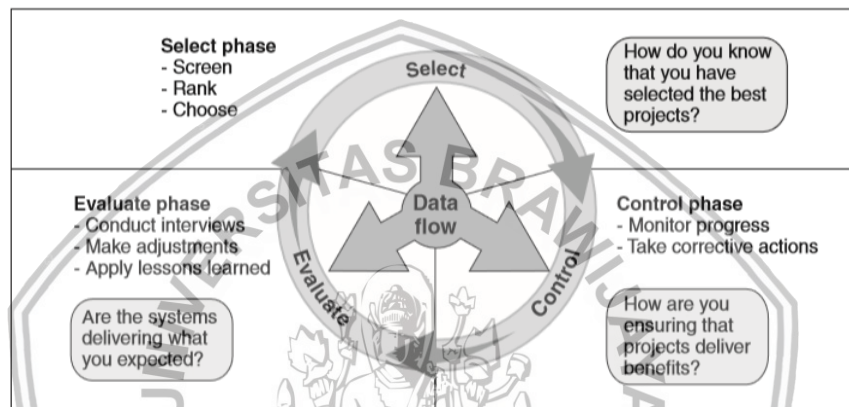 Select phase
- Screen
- Rank
- Choose
How do you know
that you have
selected the best
projects?
Select
Data
flow
Evaluate
Control
Evaluate phase
- Conduct interviews
- Make adjustments
- Apply lessons learned
Are the systems
delivering what
you expected?
Control phase
- Monitor progress
- Take corrective actions
How are you
ensuring that
projects deliver
benefits?
UNIVERSITAS BRAWIJAYA